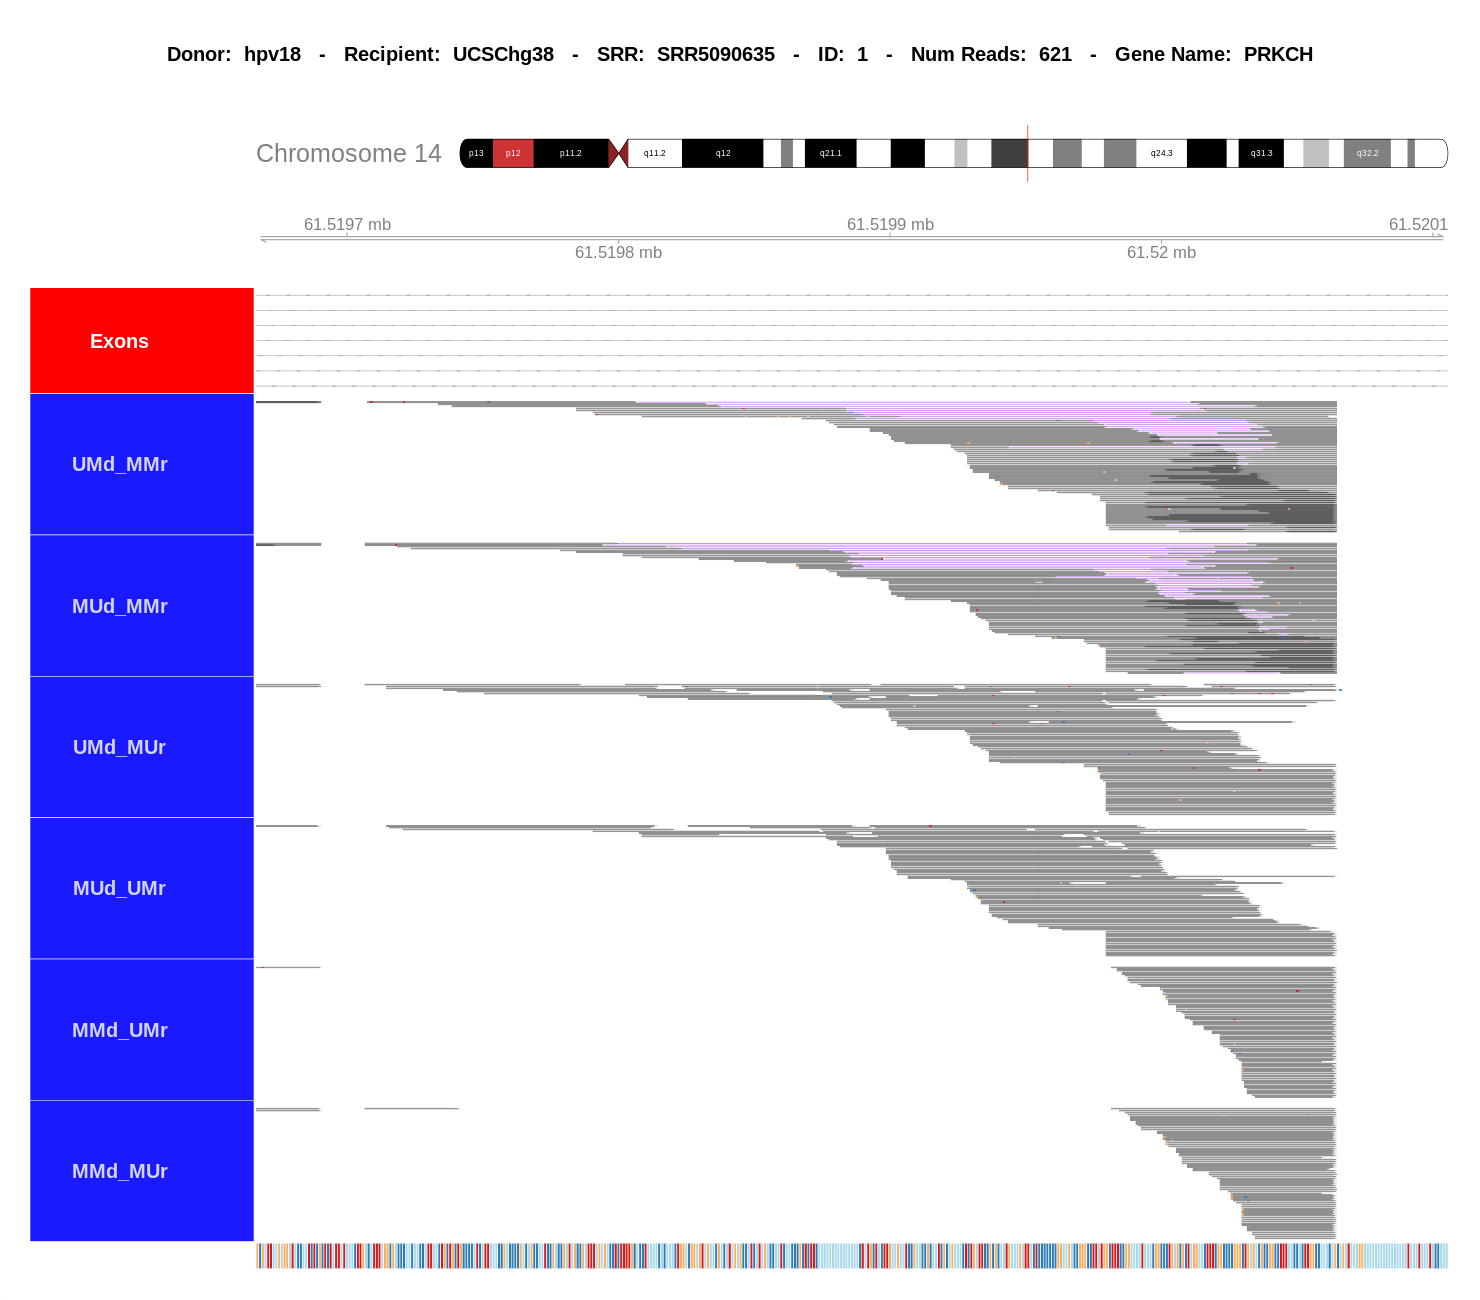 Donor: hpv18 - Recipient: UCSChg38 - SRR: SRR5090635 - ID: 1 - Num Reads: 621 - Gene Name: PRKCH
Chromosome 14 p13 p12 p11.2 q11.2 q12 q21.1 q24.3 q31.3 q32.2
61.5197 mb 61.5199 mb 61.5201
61.5198 mb 61.52 mb
Exons
UMd_MMr
MUd_MMr
UMd_MUr
MUd_UMr
MMd_UMr
MMd_MUr